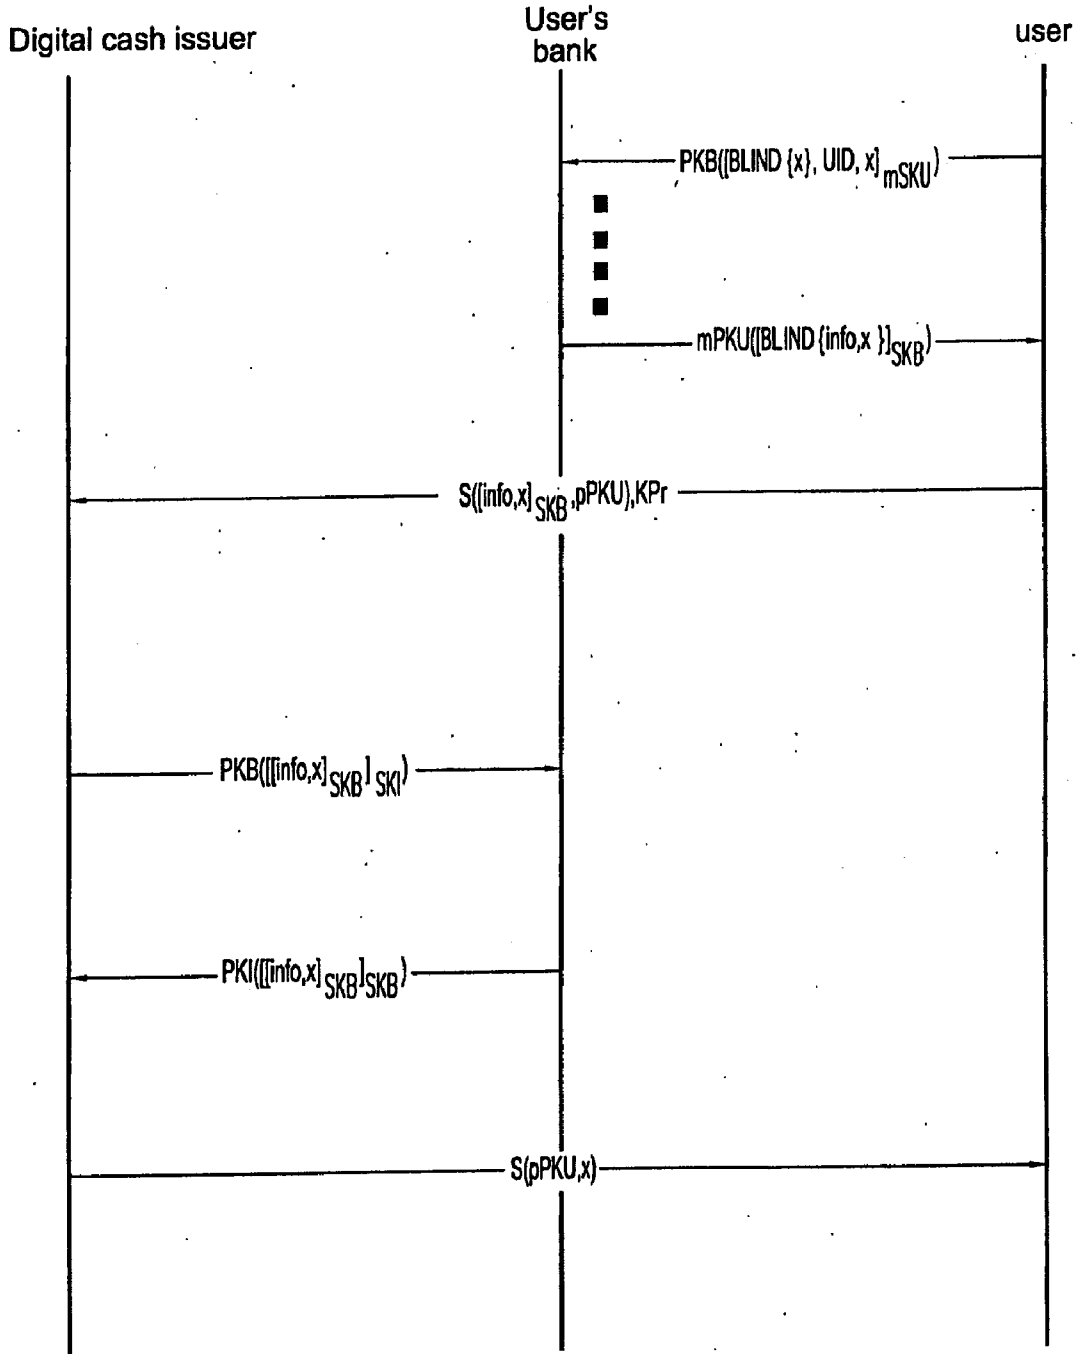 Digital cash issuer
User's
bank
user
PKB([BLIND {x}, UID, x]mSKU)
mPKU([BLIND {info,x }]SKB)
S([info,x]SKB,pPKU),KPr
PKB([[info,x]SKB]SKI)
PKI([[info,x]SKB]SKB)
S(pPKU,x)